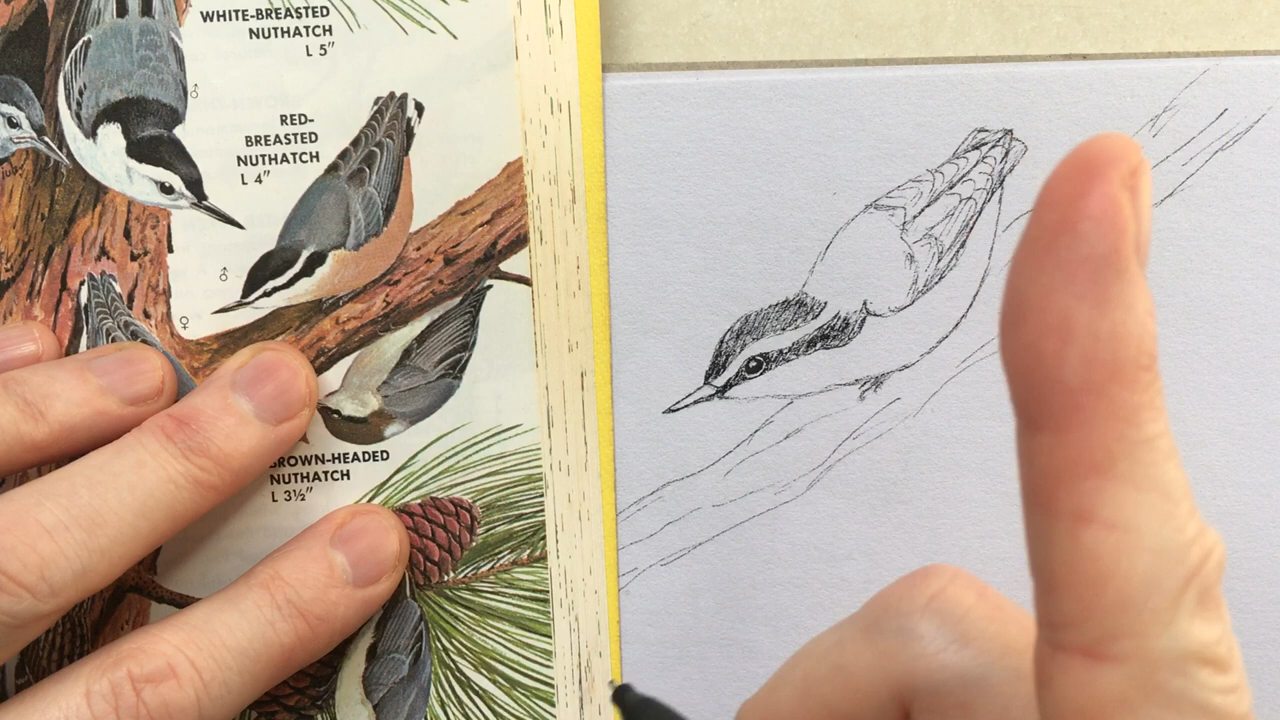 WHITE-BREASTED
NUTHATCH
L 5"
♂
RED-
BREASTED
NUTHATCH
L 4"
♂
♀
BROWN-HEADED
NUTHATCH
L 3½"